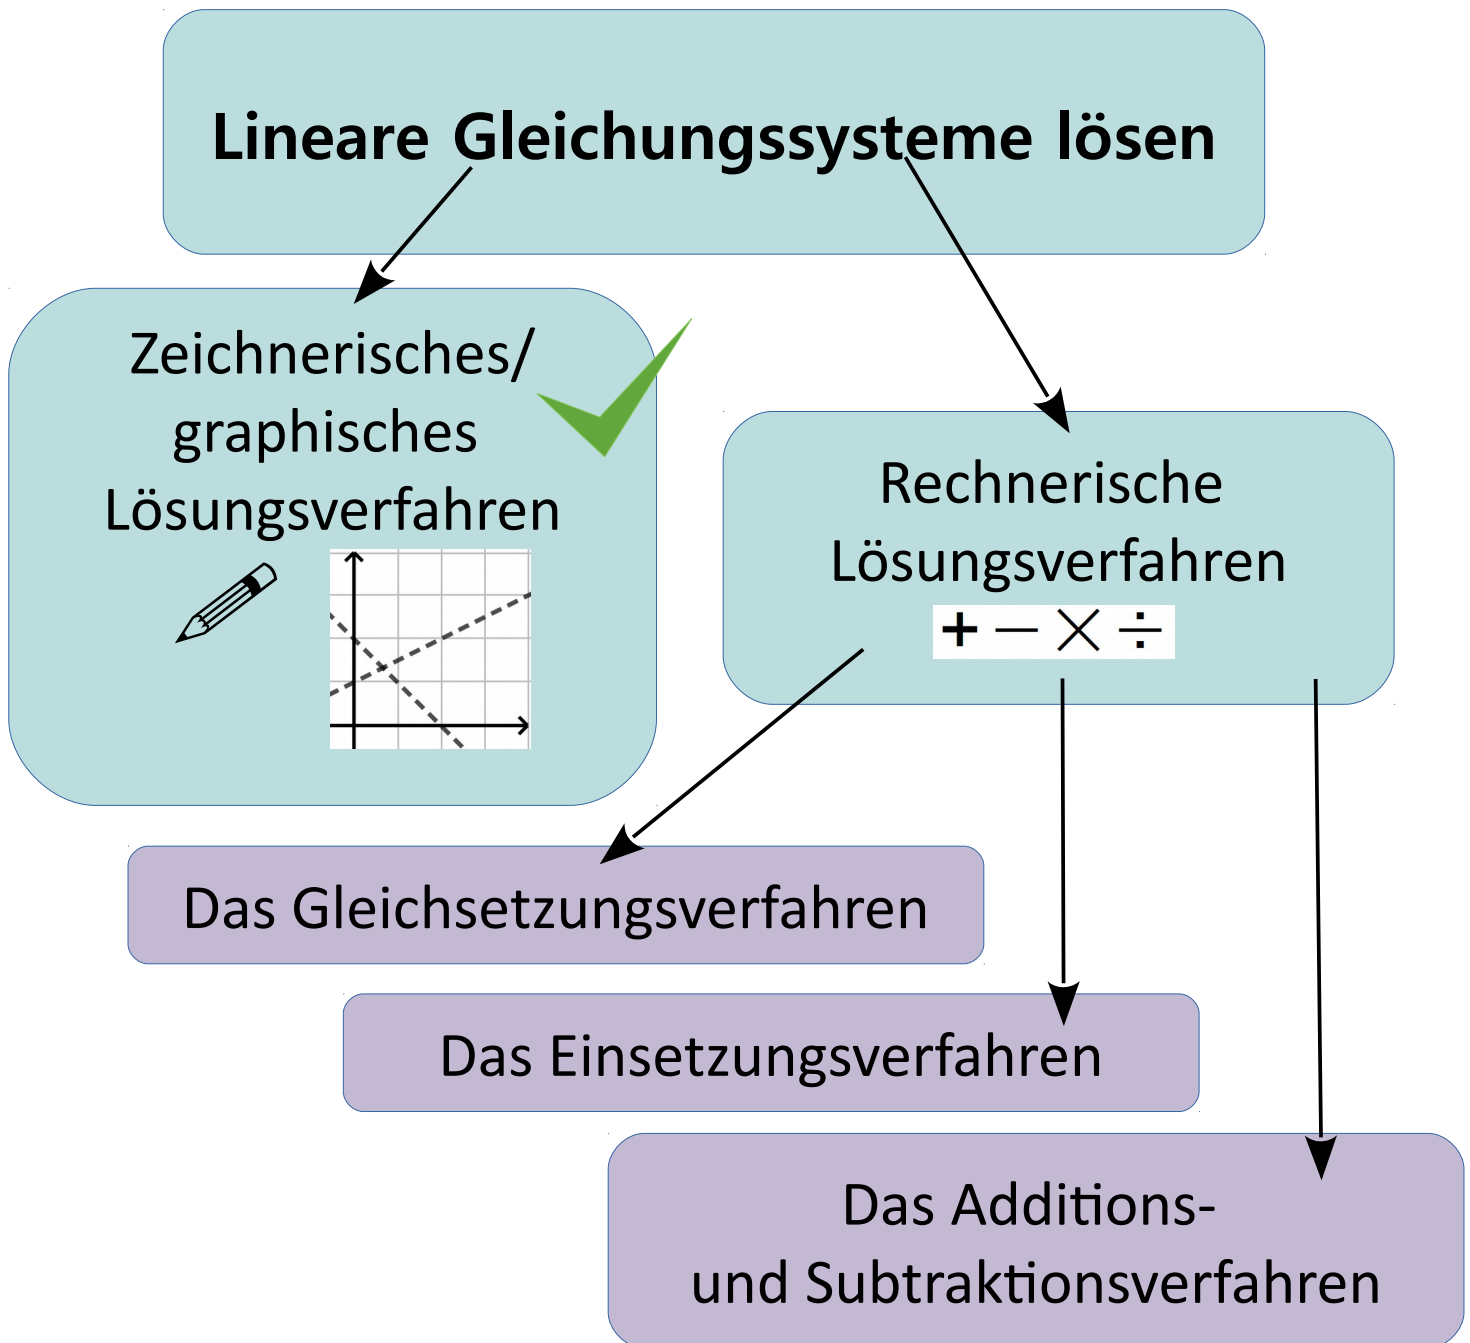 Lineare Gleichungssysteme lösen
Zeichnerisches/
graphisches
Lösungsverfahren
Rechnerische
Lösungsverfahren
+ − × ÷
Das Gleichsetzungsverfahren
Das Einsetzungsverfahren
Das Additions-
und Subtraktionsverfahren